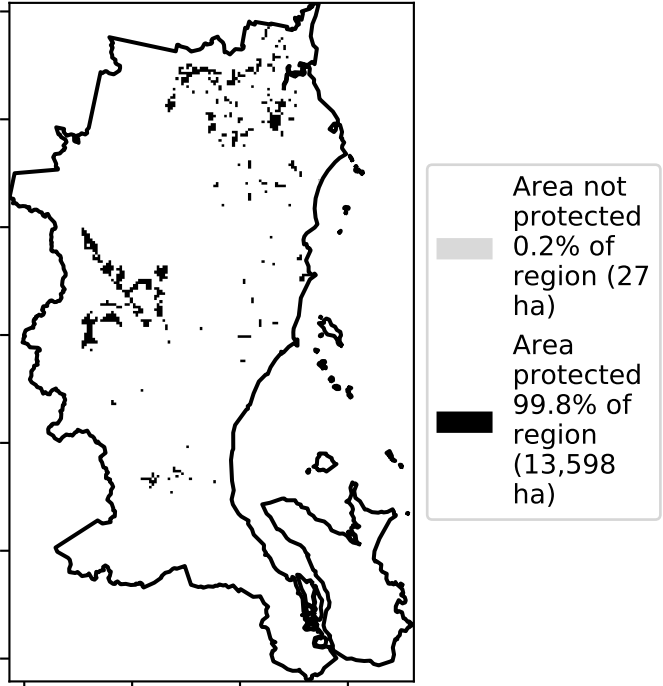 Area not
protected
0.2% of
region (27
ha)
Area
protected
99.8% of
region
(13,598
ha)